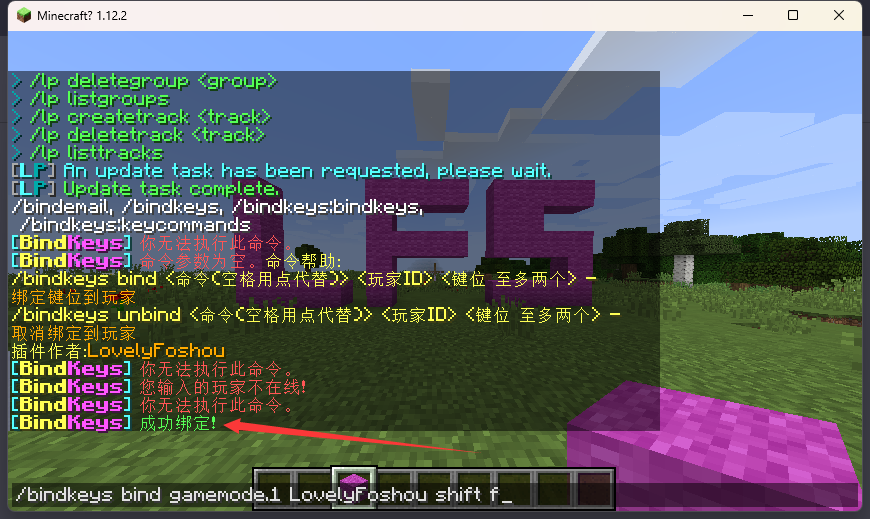 Minecraft? 1.12.2
> /lp deletegroup <group>
> /lp listgroups
> /lp createtrack <track>
> /lp deletetrack <track>
> /lp listtracks
[LP] An update task has been requested, please wait.
[LP] Update task complete.
/bindemail, /bindkeys, /bindkeys:bindkeys,
/bindkeys:keycommands
[BindKeys] 你无法执行此命令。
[BindKeys] 命令参数为空。命令帮助:
/bindkeys bind <命令(空格用点代替)> <玩家ID> <键位 至多两个> -
绑定键位到玩家
/bindkeys unbind <命令(空格用点代替)> <玩家ID> <键位 至多两个> -
取消绑定到玩家
插件作者:LovelyFoshou
[BindKeys] 你无法执行此命令。
[BindKeys] 您输入的玩家不在线!
[BindKeys] 你无法执行此命令。
[BindKeys] 成功绑定!
LFS
/bindkeys bind gamemode.1 LovelyFoshou shift f_